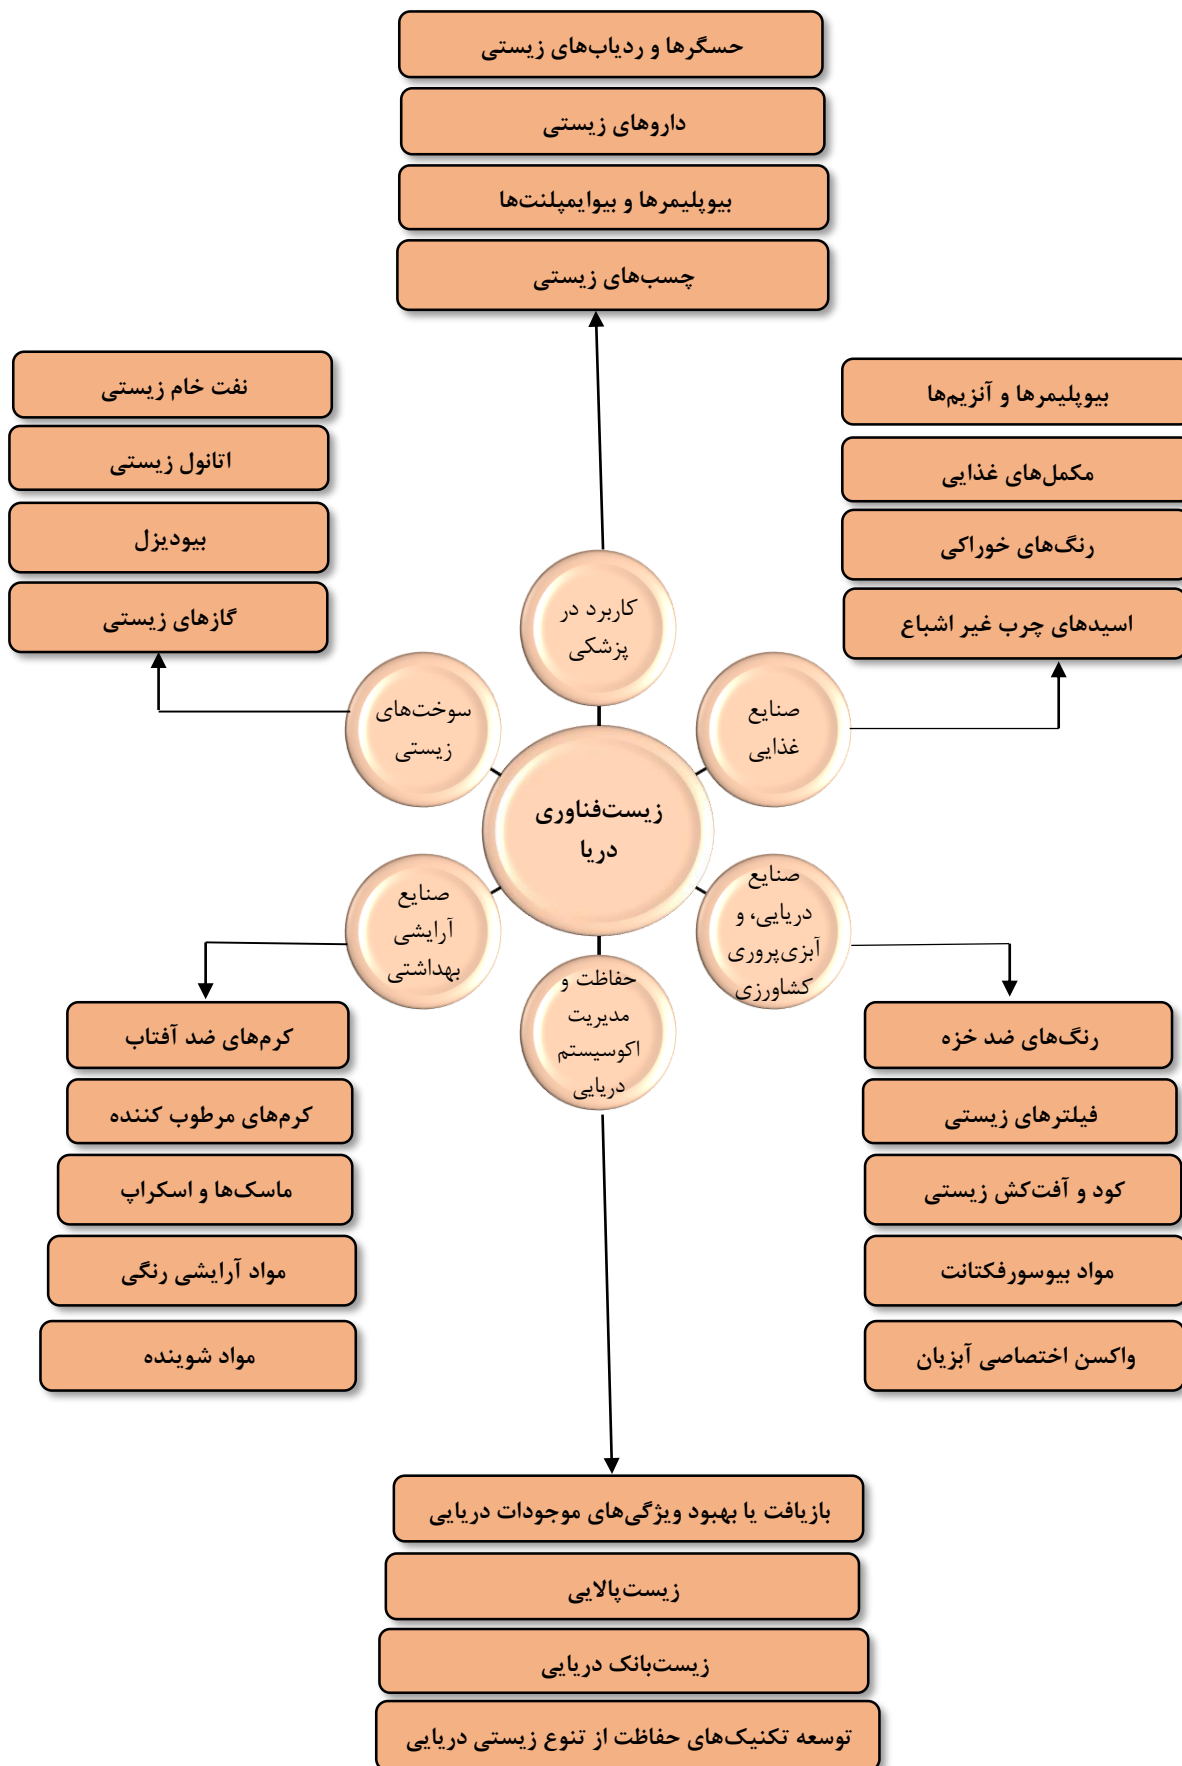 حسگرها و ردیاب‌های زیستی
داروهای زیستی
بیوپلیمرها و بیوایمپلنت‌ها
چسب‌های زیستی
بیوپلیمرها و آنزیم‌ها
مکمل‌های غذایی
رنگ‌های خوراکی
اسیدهای چرب غیر اشباع
نفت خام زیستی
اتانول زیستی
بیودیزل
گازهای زیستی
کاربرد در
پزشکی
صنایع
غذایی
سوخت‌های
زیستی
زیست‌فناوری
دریا
صنایع
دریایی، و
آبزی‌پروری
کشاورزی
صنایع
آرایشی
بهداشتی
حفاظت و
مدیریت
اکوسیستم
دریایی
رنگ‌های ضد خزه
فیلترهای زیستی
کود و آفت‌کش زیستی
مواد بیوسورفکتانت
واکسن اختصاصی آبزیان
کرم‌های ضد آفتاب
کرم‌های مرطوب کننده
ماسک‌ها و اسکراپ
مواد آرایشی رنگی
مواد شوینده
بازیافت یا بهبود ویژگی‌های موجودات دریایی
زیست‌پالایی
زیست‌بانک دریایی
توسعه تکنیک‌های حفاظت از تنوع زیستی دریایی